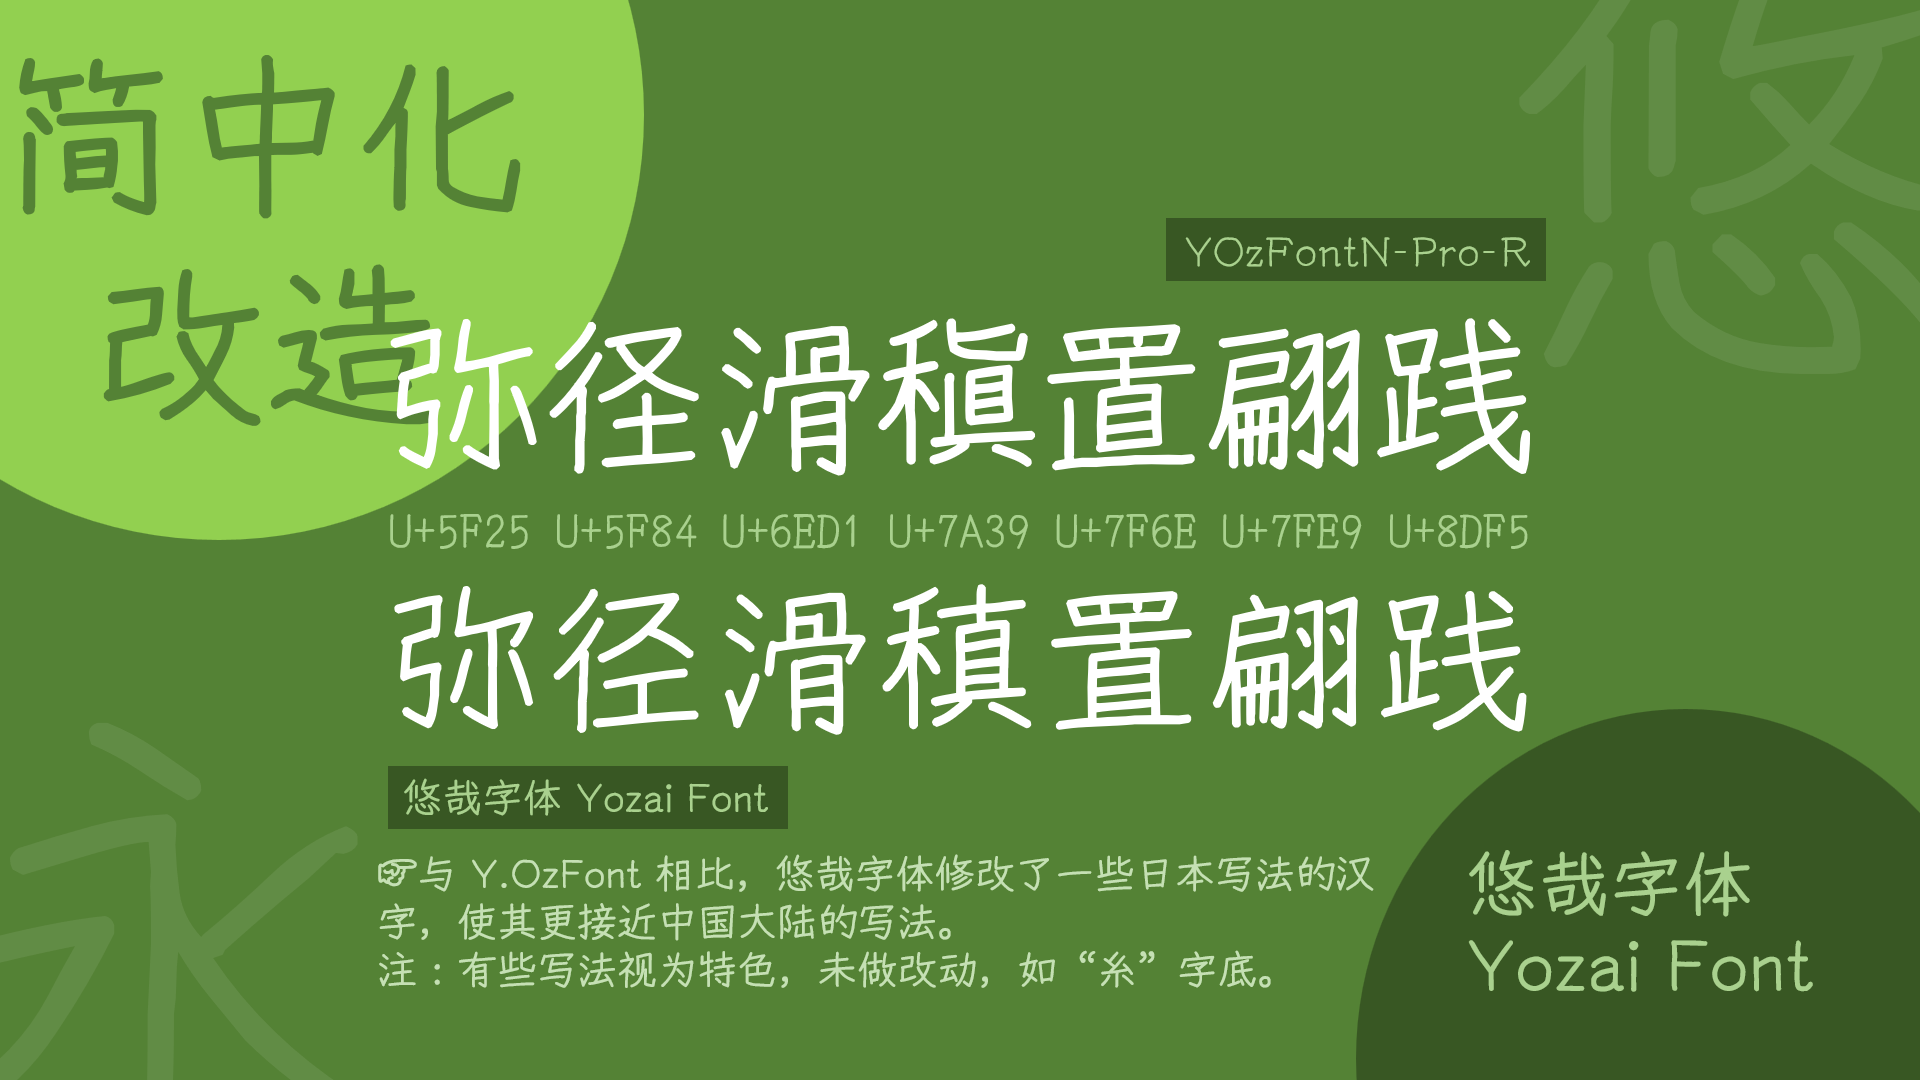 简中化
改造
YOzFontN-Pro-R
弥径滑稹置翩践
U+5F25 U+5F84 U+6ED1 U+7A39 U+7F6E U+7FE9 U+8DF5
弥径滑稹置翩践
悠哉字体 Yozai Font
☞与 Y.OzFont 相比，悠哉字体修改了一些日本写法的汉
字，使其更接近中国大陆的写法。
注：有些写法视为特色，未做改动，如“糸”字底。
悠哉字体
Yozai Font
悠
永